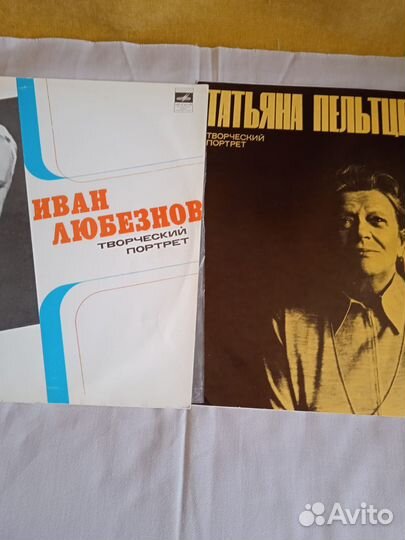 ИВАН
ЛЮБЕЗНОВ
ТВОРЧЕСКИЙ
ПОРТРЕТ
ТАТЬЯНА ПЕЛЬТЦ
ТВОРЧЕСКИЙ
ПОРТРЕТ
Avito